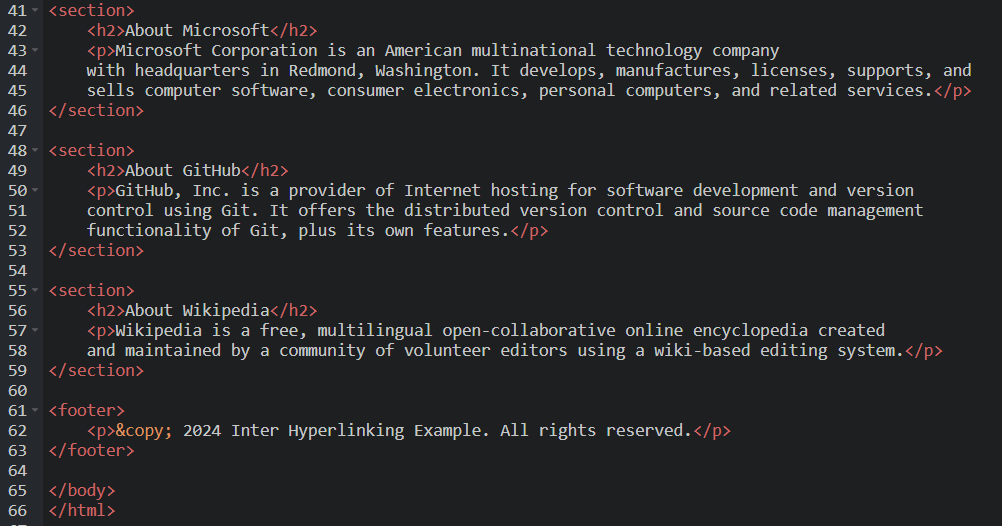 41 <section>
42     <h2>About Microsoft</h2>
43     <p>Microsoft Corporation is an American multinational technology company
44     with headquarters in Redmond, Washington. It develops, manufactures, licenses, supports, and
45     sells computer software, consumer electronics, personal computers, and related services.</p>
46 </section>
47
48 <section>
49     <h2>About GitHub</h2>
50     <p>GitHub, Inc. is a provider of Internet hosting for software development and version
51     control using Git. It offers the distributed version control and source code management
52     functionality of Git, plus its own features.</p>
53 </section>
54
55 <section>
56     <h2>About Wikipedia</h2>
57     <p>Wikipedia is a free, multilingual open-collaborative online encyclopedia created
58     and maintained by a community of volunteer editors using a wiki-based editing system.</p>
59 </section>
60
61 <footer>
62     <p>&copy; 2024 Inter Hyperlinking Example. All rights reserved.</p>
63 </footer>
64
65 </body>
66 </html>